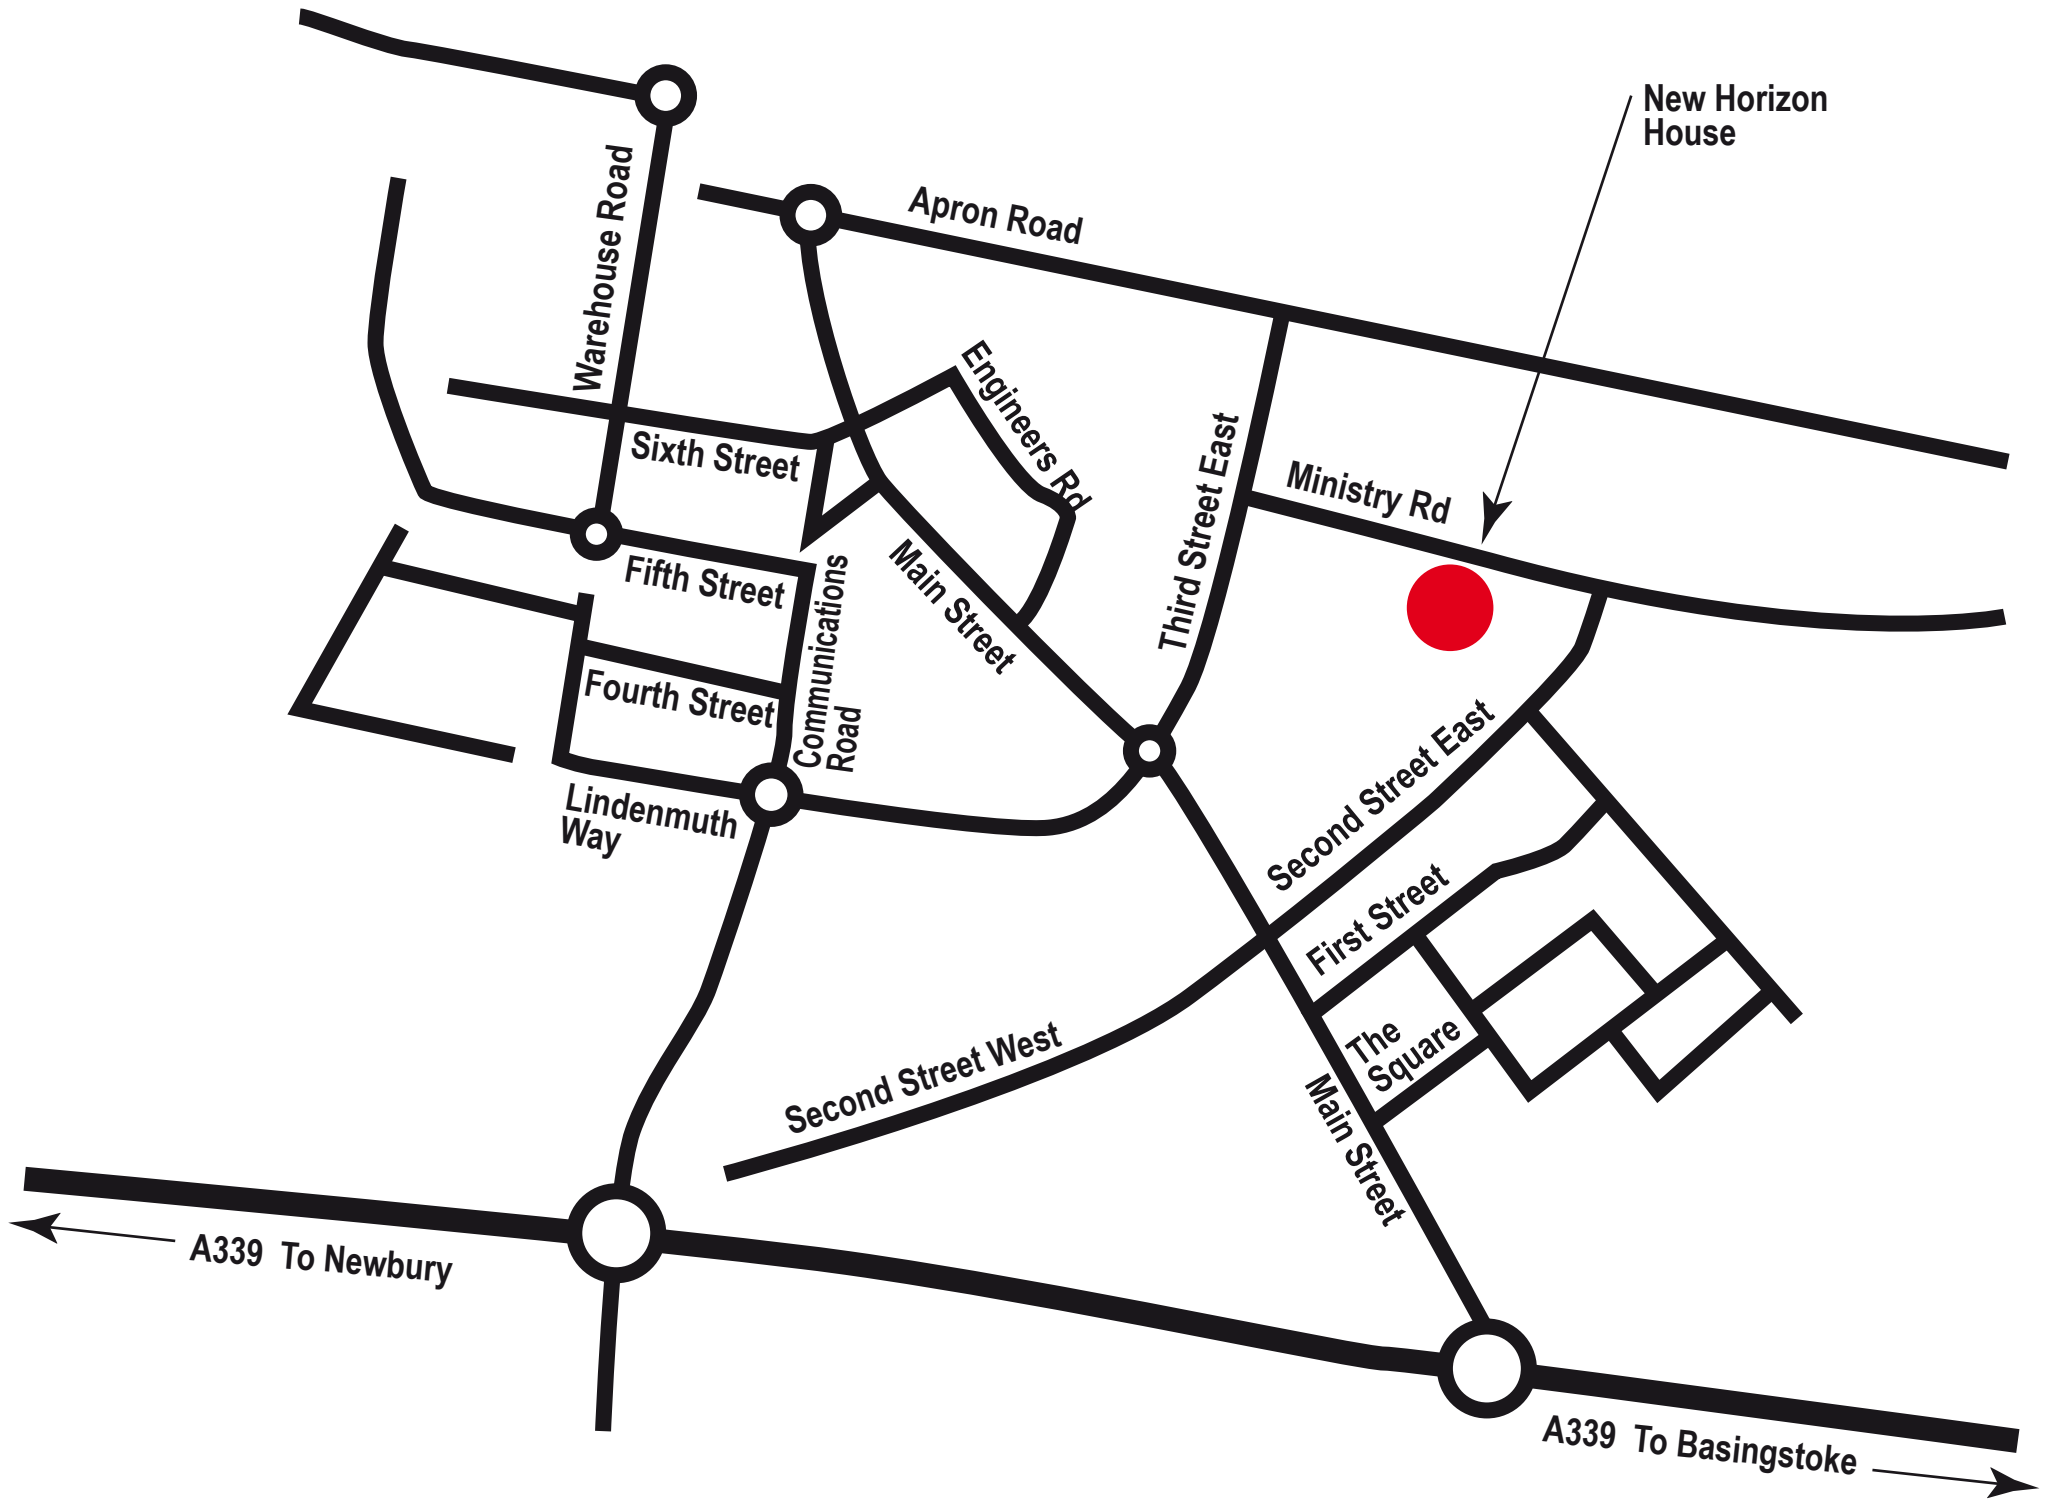 New Horizon
House
Warehouse Road
Apron Road
Engineers Rd
Sixth Street
Third Street East
Ministry Rd
Fifth Street
Communications
Road
Main Street
Fourth Street
Lindenmuth
Way
Second Street East
First Street
The
Square
Second Street West
Main Street
A339 To Newbury
A339 To Basingstoke